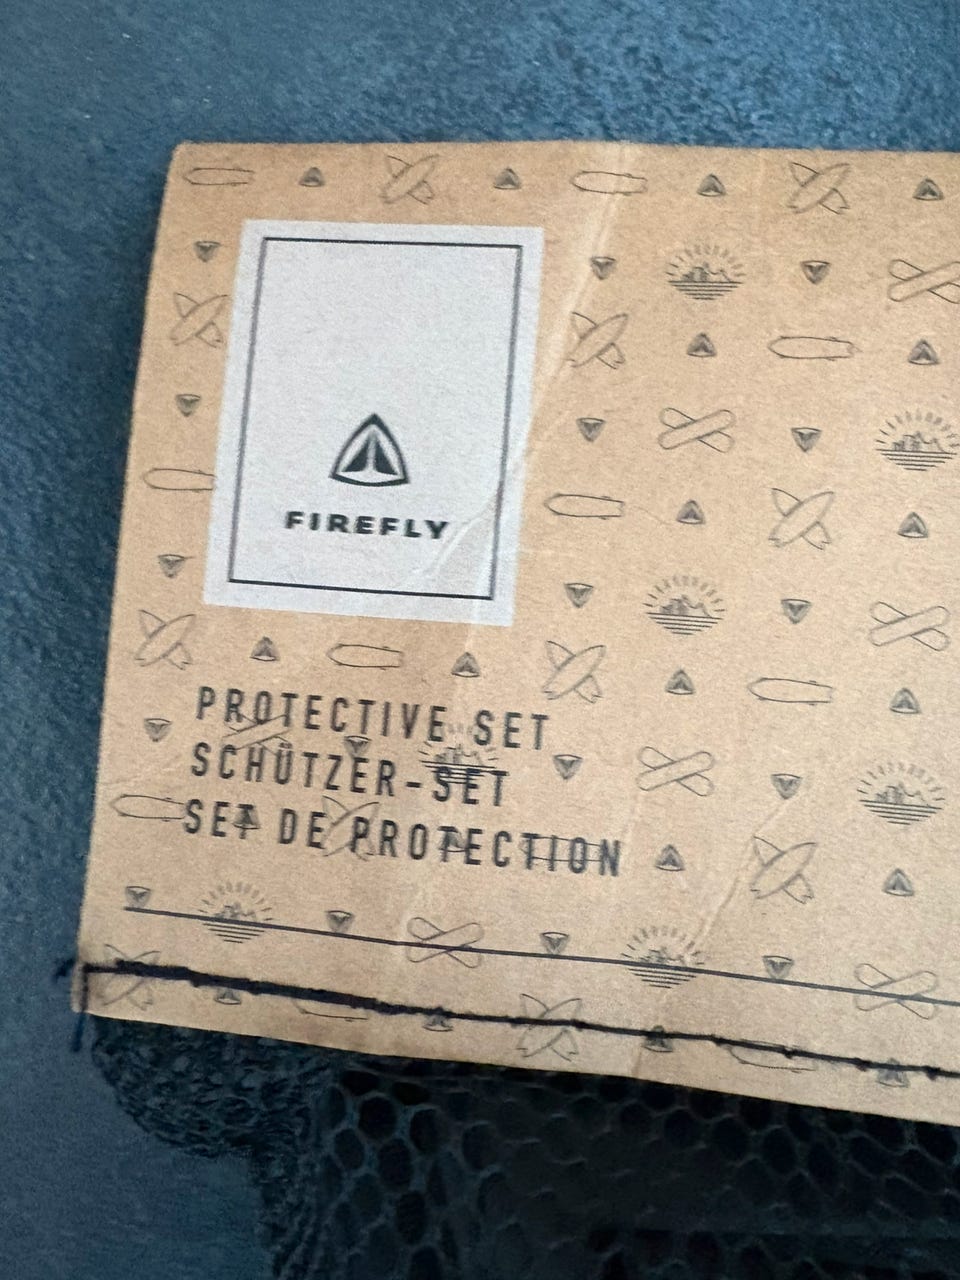 FIREFLY
PROTECTIVE SET
SCHÜTZER-SET
SET DE PROTECTION